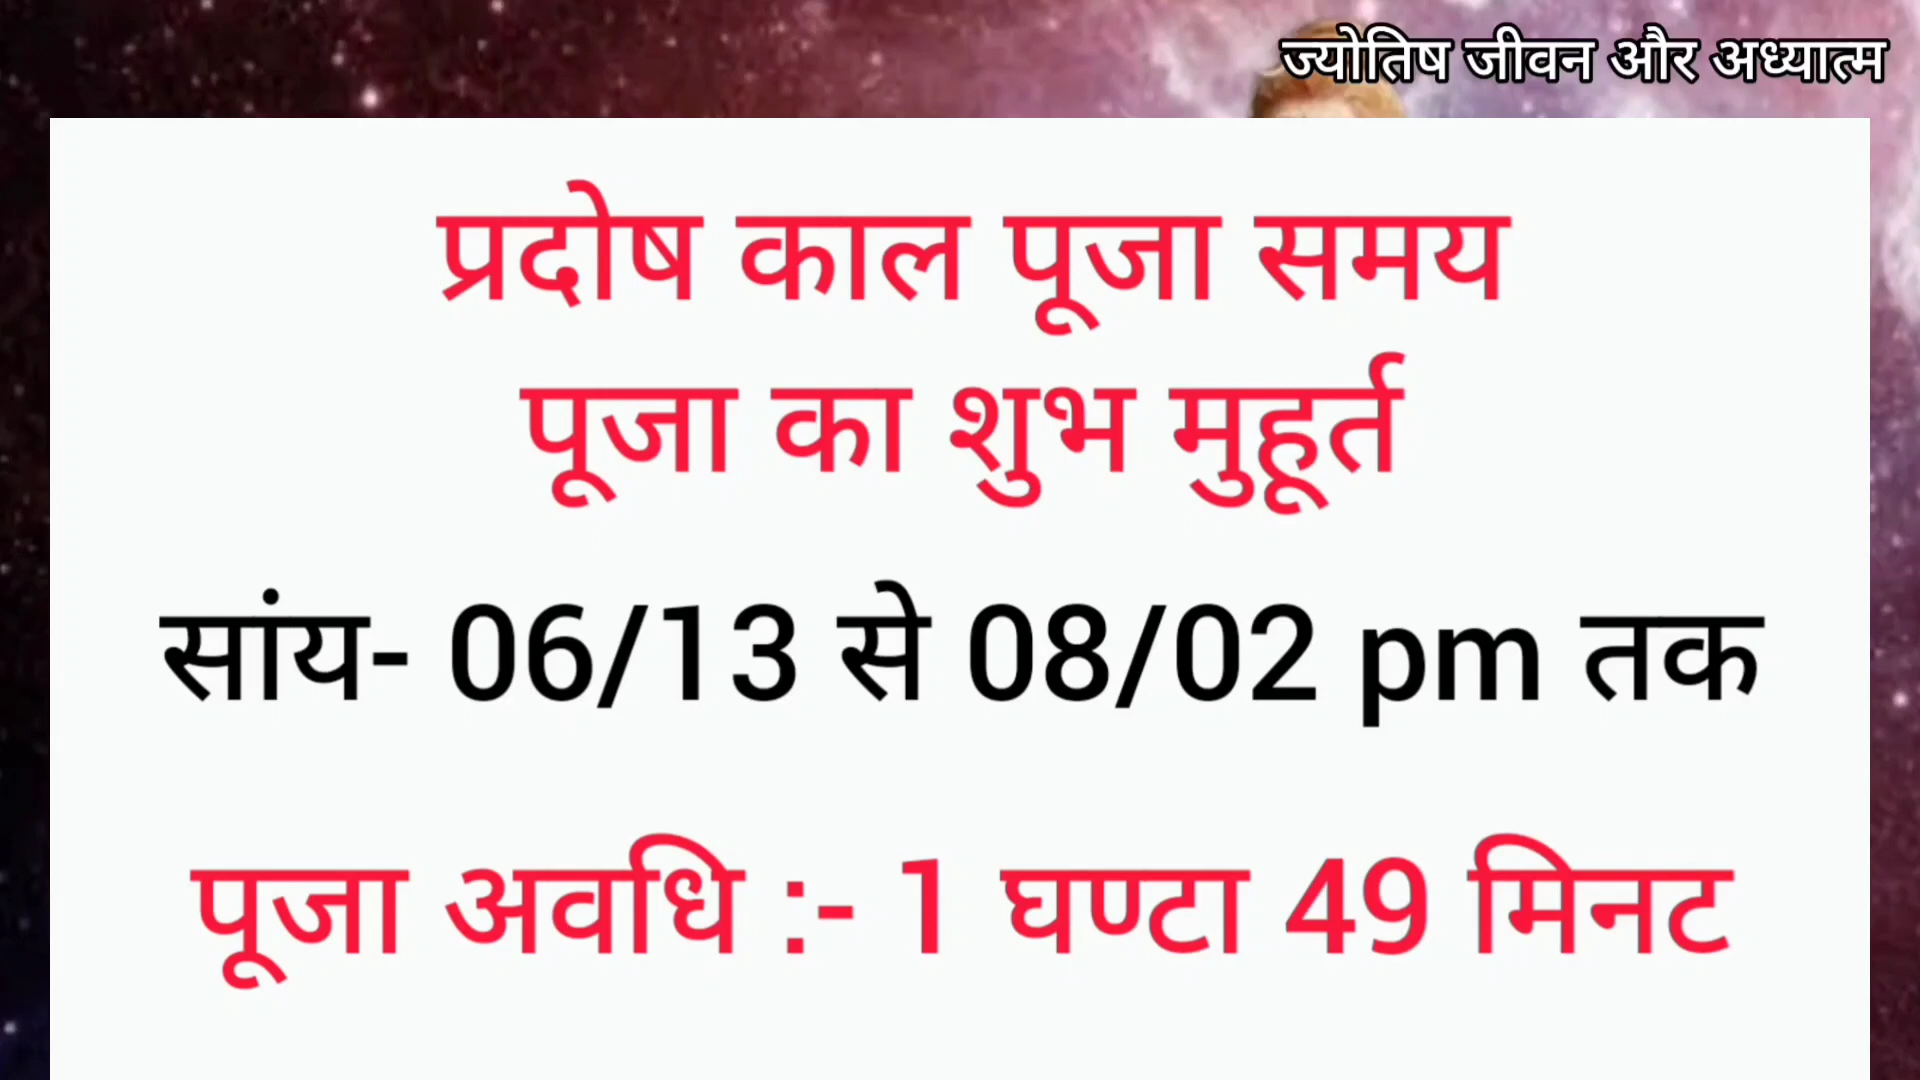 ज्योतिष जीवन और अध्यात्म
प्रदोष काल पूजा समय
पूजा का शुभ मुहूर्त
सांय- 06/13 से 08/02 pm तक
पूजा अवधि :- 1 घण्टा 49 मिनट